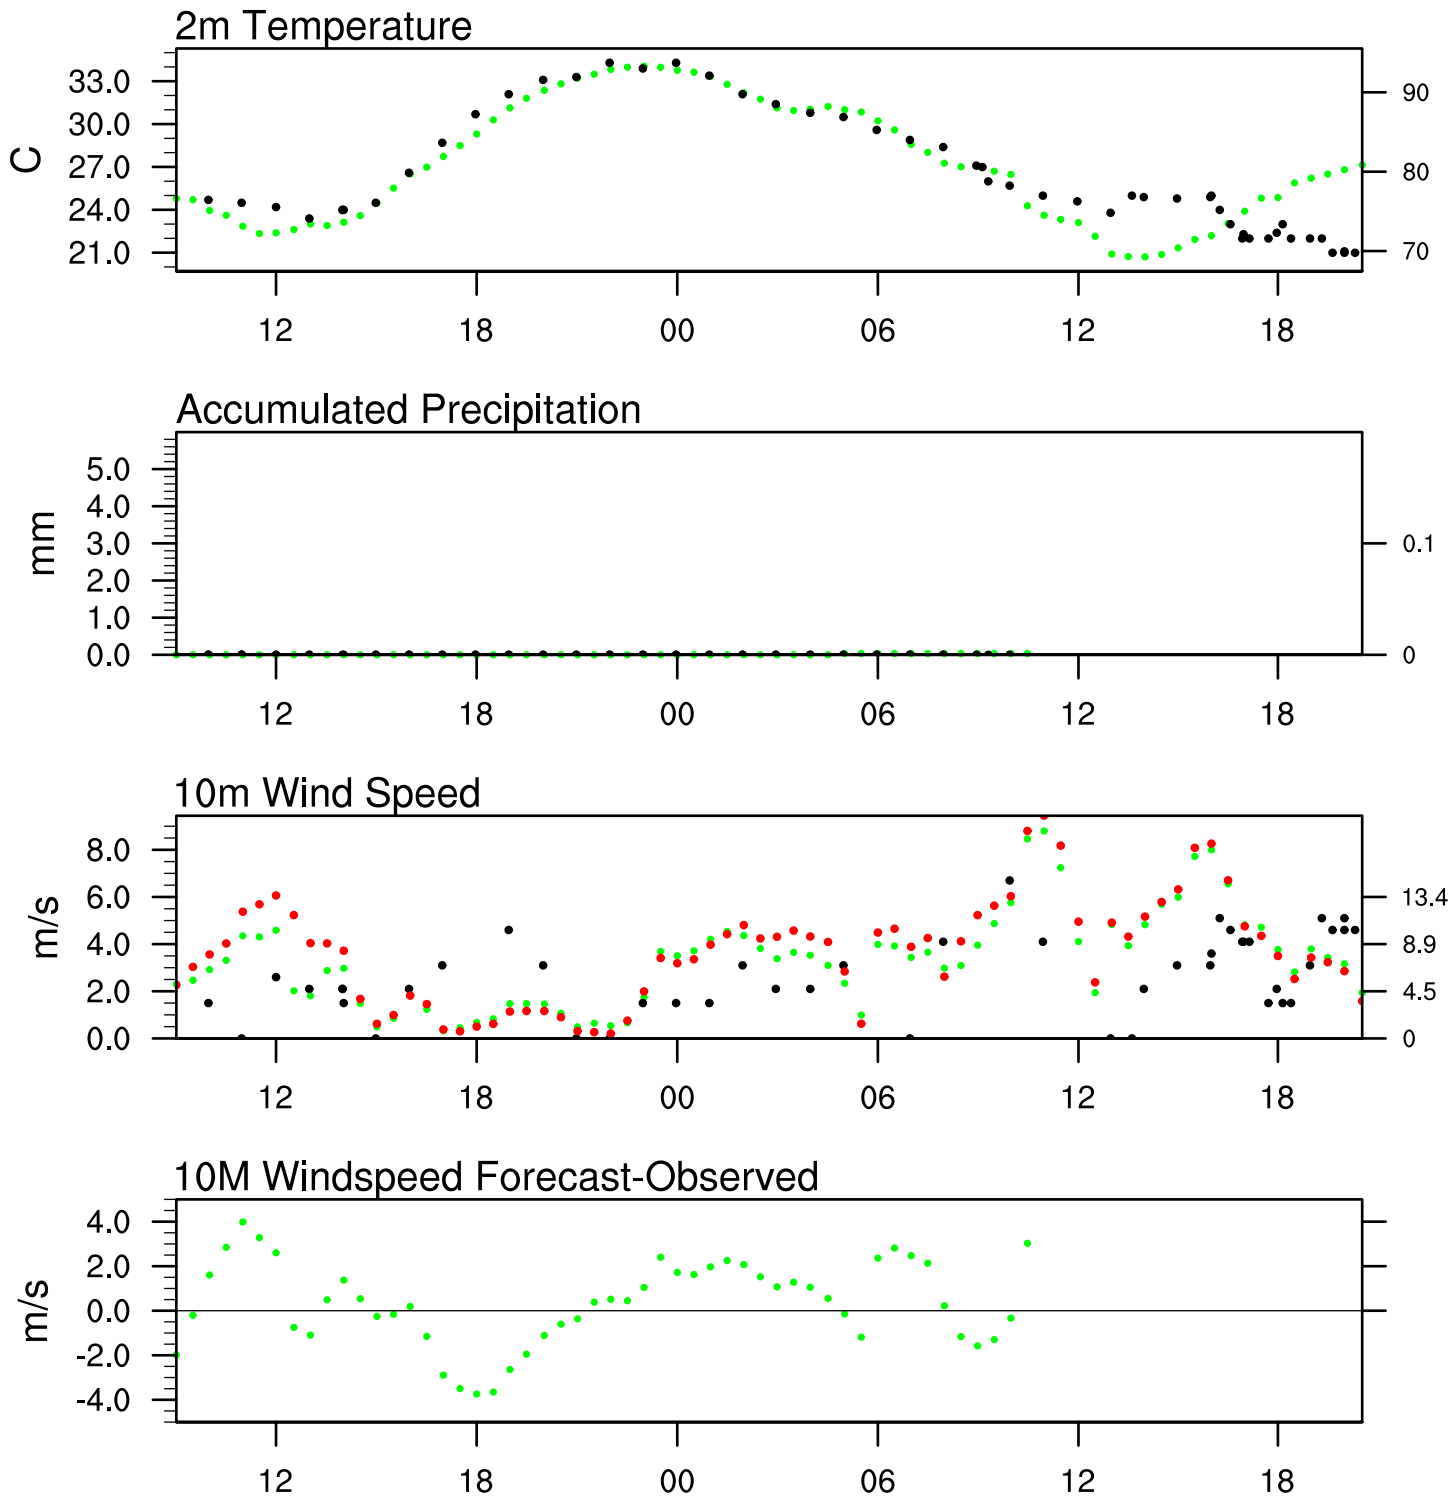 2m Temperature
33.0
30.0
27.0
24.0
21.0
C
90
80
70
12 18 00 06 12 18
Accumulated Precipitation
5.0
4.0
3.0
2.0
1.0
0.0
mm
0.1
0
12 18 00 06 12 18
10m Wind Speed
8.0
6.0
4.0
2.0
0.0
m/s
13.4
8.9
4.5
0
12 18 00 06 12 18
10M Windspeed Forecast-Observed
4.0
2.0
0.0
-2.0
-4.0
m/s
12 18 00 06 12 18